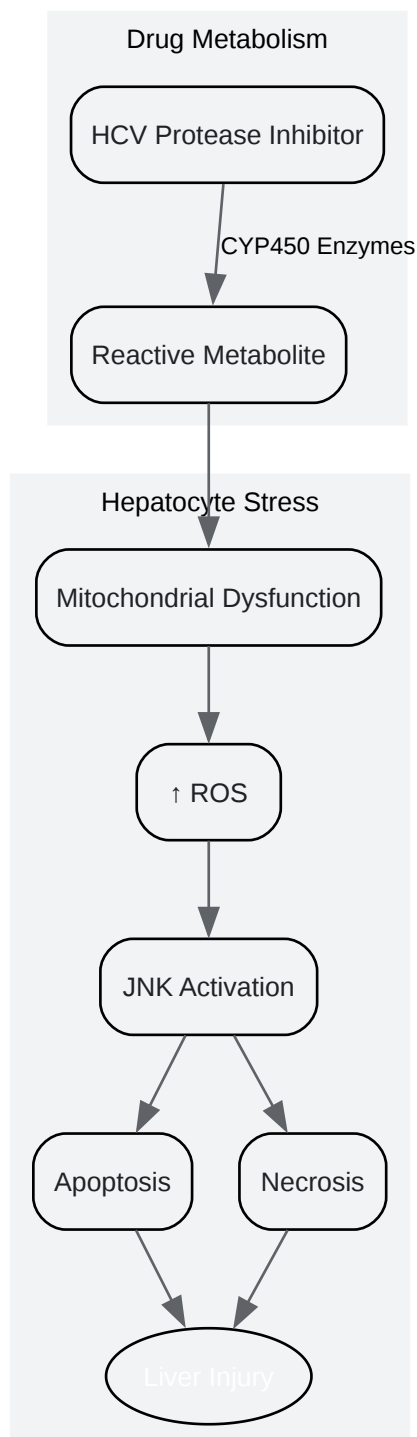 Drug Metabolism
HCV Protease Inhibitor
CYP450 Enzymes
Reactive Metabolite
Hepatocyte Stress
Mitochondrial Dysfunction
↑ ROS
JNK Activation
Apoptosis
Necrosis
Liver Injury